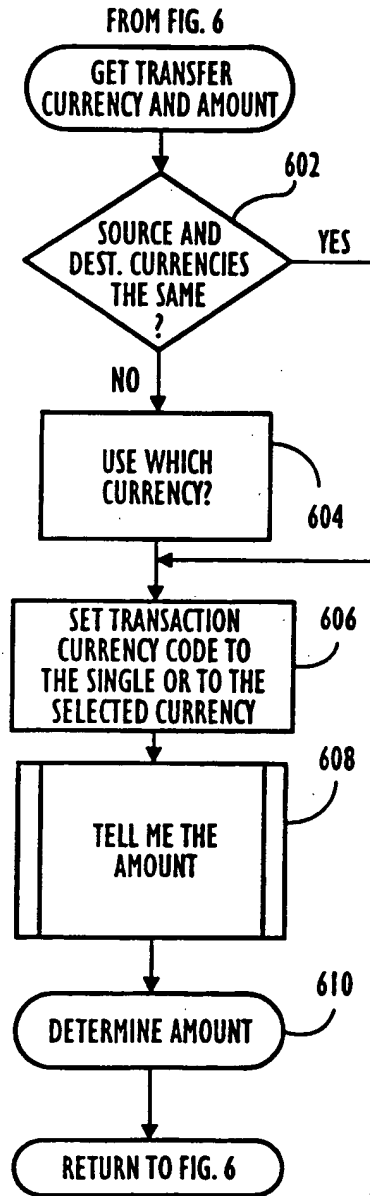 FROM FIG. 6
GET TRANSFER
CURRENCY AND AMOUNT
602
SOURCE AND
DEST. CURRENCIES
THE SAME
?
YES
NO
USE WHICH
CURRENCY?
604
SET TRANSACTION
CURRENCY CODE TO
THE SINGLE OR TO THE
SELECTED CURRENCY
606
608
TELL ME THE
AMOUNT
610
DETERMINE AMOUNT
RETURN TO FIG. 6